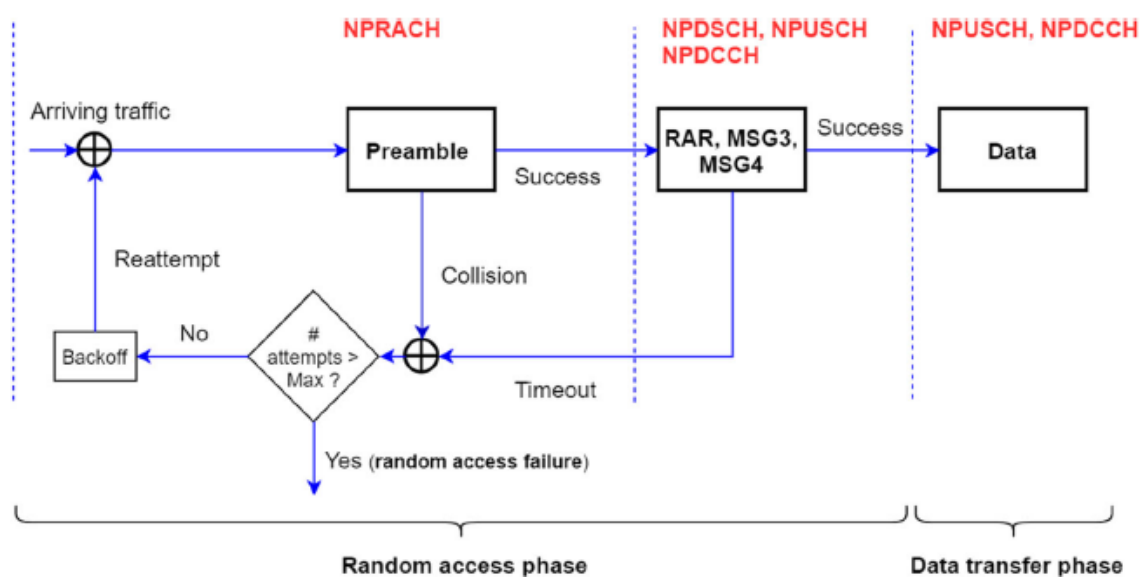 NPRACH
NPDSCH, NPUSCH
NPDCCH
NPUSCH, NPDCCH
Arriving traffic
Preamble
Success
RAR, MSG3,
MSG4
Success
Data
Reattempt
Collision
Backoff
No
#
attempts >
Max ?
Timeout
Yes (random access failure)
Random access phase
Data transfer phase